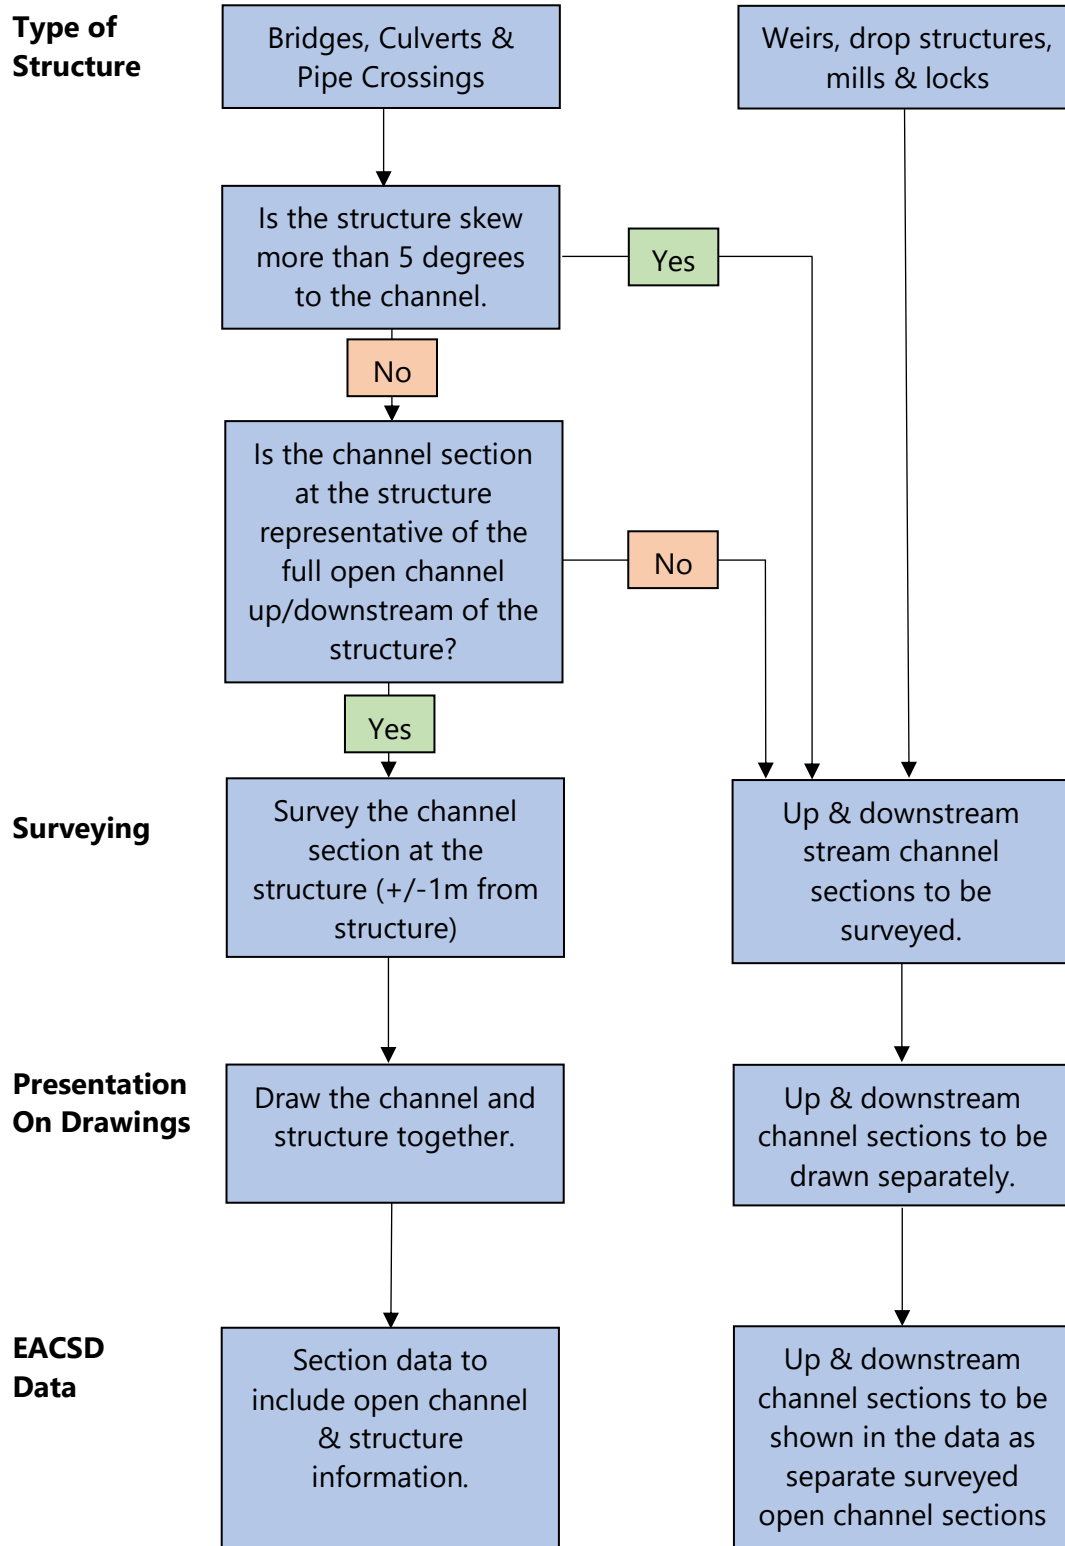 Type of
Structure
Bridges, Culverts &
Pipe Crossings
Weirs, drop structures,
mills & locks
Is the structure skew
more than 5 degrees
to the channel.
Yes
No
Is the channel section
at the structure
representative of the
full open channel
up/downstream of the
structure?
No
Yes
Surveying
Survey the channel
section at the
structure (+/-1m from
structure)
Up & downstream
stream channel
sections to be
surveyed.
Presentation
On Drawings
Draw the channel and
structure together.
Up & downstream
channel sections to be
drawn separately.
EACSD
Data
Section data to
include open channel
& structure
information.
Up & downstream
channel sections to be
shown in the data as
separate surveyed
open channel sections